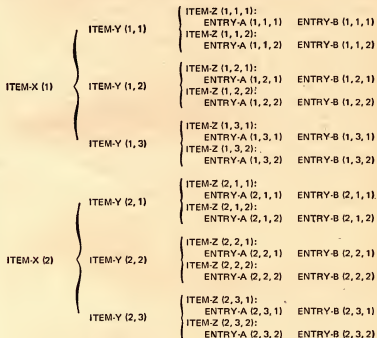 ITEM-Z (1, 1, 1):
ITEM-Y (1, 1) ENTRY-A (1, 1, 1) ENTRY-B (1, 1, 1)
ITEM-Z (1, 1, 2):
ENTRY-A (1, 1, 2) ENTRY-B (1, 1, 2)
ITEM-Z (1, 2, 1):
ITEM-X (1) ITEM-Y (1, 2) ENTRY-A (1, 2, 1) ENTRY-B (1, 2, 1)
ITEM-Z (1, 2, 2):
ENTRY-A (1, 2, 2) ENTRY-B (1, 2, 2)
ITEM-Z (1, 3, 1):
ITEM-Y (1, 3) ENTRY-A (1, 3, 1) ENTRY-B (1, 3, 1)
ITEM-Z (1, 3, 2):
ENTRY-A (1, 3, 2) ENTRY-B (1, 3, 2)
ITEM-Z (2, 1, 1):
ITEM-Y (2, 1) ENTRY-A (2, 1, 1) ENTRY-B (2, 1, 1)
ITEM-Z (2, 1, 2):
ENTRY-A (2, 1, 2) ENTRY-B (2, 1, 2)
ITEM-Z (2, 2, 1):
ITEM-X (2) ITEM-Y (2, 2) ENTRY-A (2, 2, 1) ENTRY-B (2, 2, 1)
ITEM-Z (2, 2, 2):
ENTRY-A (2, 2, 2) ENTRY-B (2, 2, 2)
ITEM-Z (2, 3, 1):
ITEM-Y (2, 3) ENTRY-A (2, 3, 1) ENTRY-B (2, 3, 1)
ITEM-Z (2, 3, 2):
ENTRY-A (2, 3, 2) ENTRY-B (2, 3, 2)